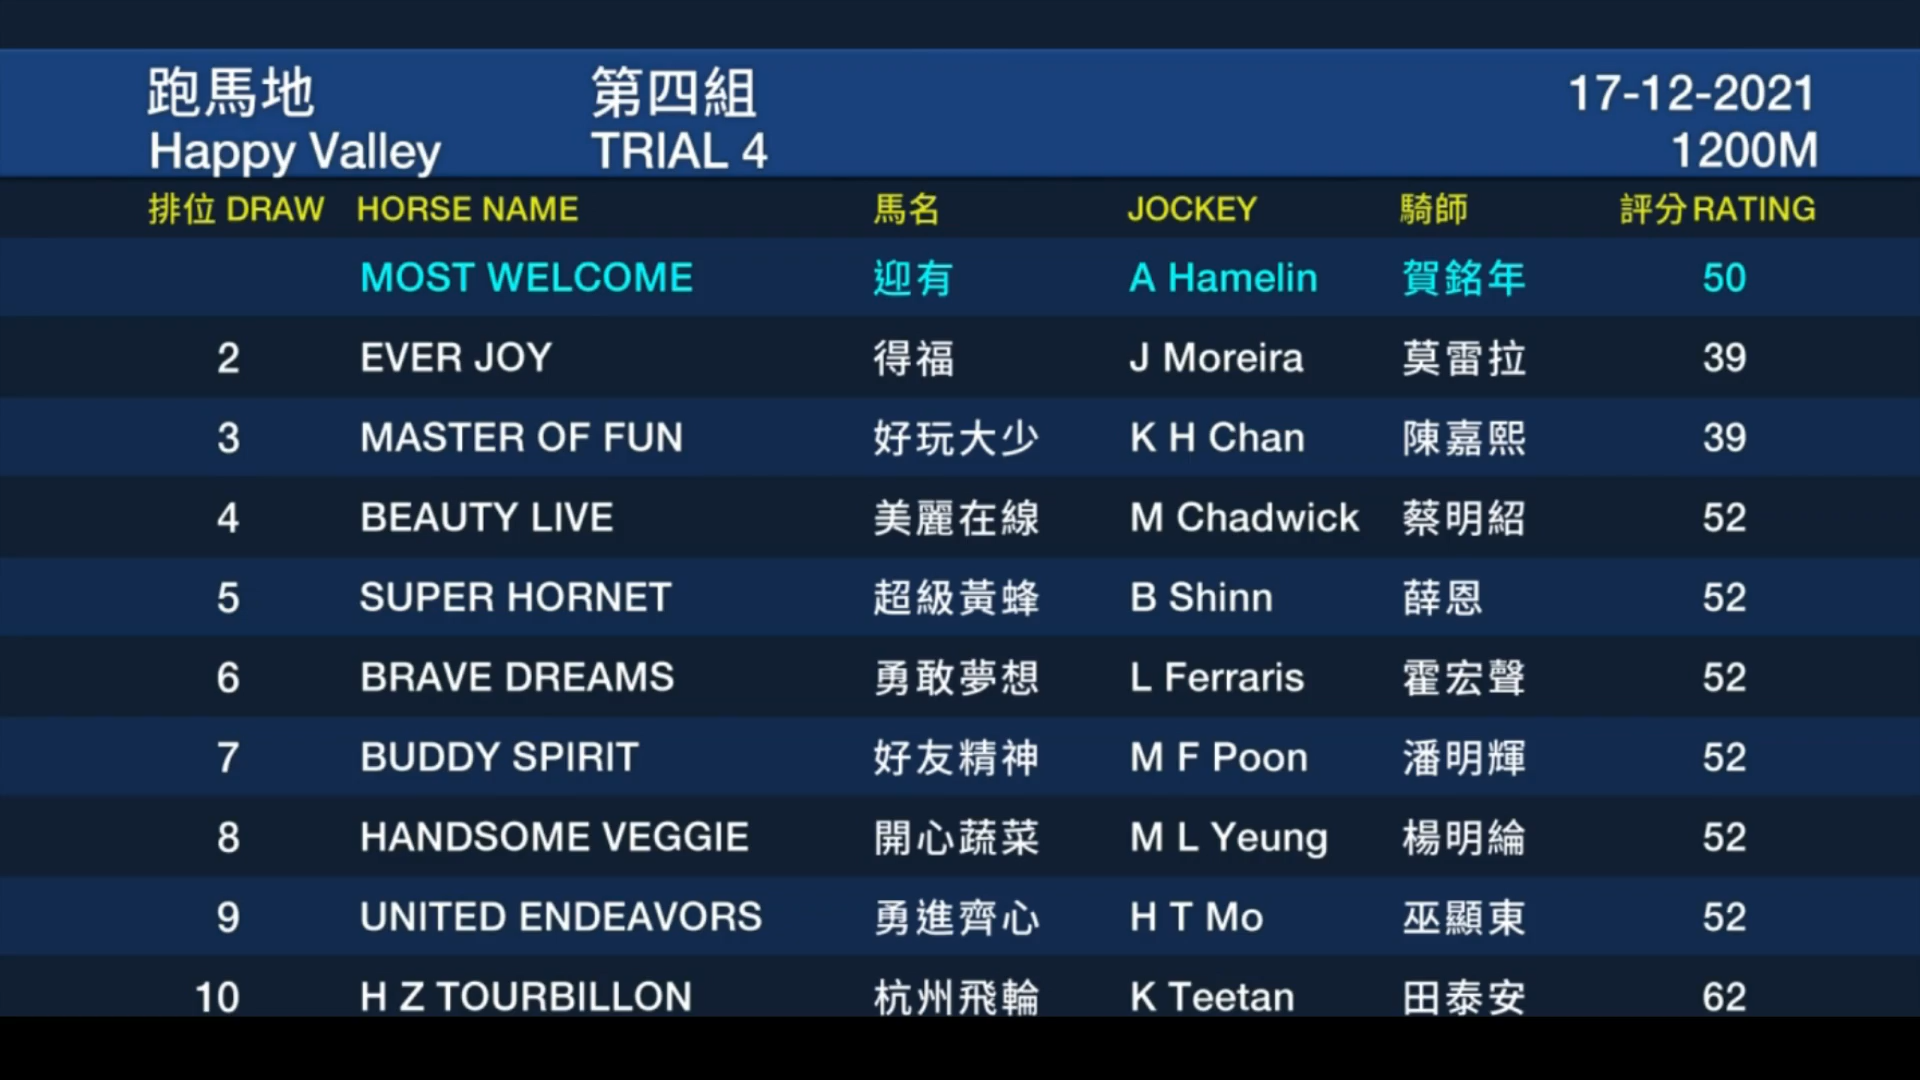 跑馬地 第四組 17-12-2021
Happy Valley TRIAL 4 1200M
排位 DRAW HORSE NAME 馬名 JOCKEY 騎師 評分 RATING
MOST WELCOME 迎有 A Hamelin 賀銘年 50
2 EVER JOY 得福 J Moreira 莫雷拉 39
3 MASTER OF FUN 好玩大少 K H Chan 陳嘉熙 39
4 BEAUTY LIVE 美麗在線 M Chadwick 蔡明紹 52
5 SUPER HORNET 超級黃蜂 B Shinn 薛恩 52
6 BRAVE DREAMS 勇敢夢想 L Ferraris 霍宏聲 52
7 BUDDY SPIRIT 好友精神 M F Poon 潘明輝 52
8 HANDSOME VEGGIE 開心蔬菜 M L Yeung 楊明綸 52
9 UNITED ENDEAVORS 勇進齊心 H T Mo 巫顯東 52
10 H Z TOURBILLON 杭州飛輪 K Teetan 田泰安 62